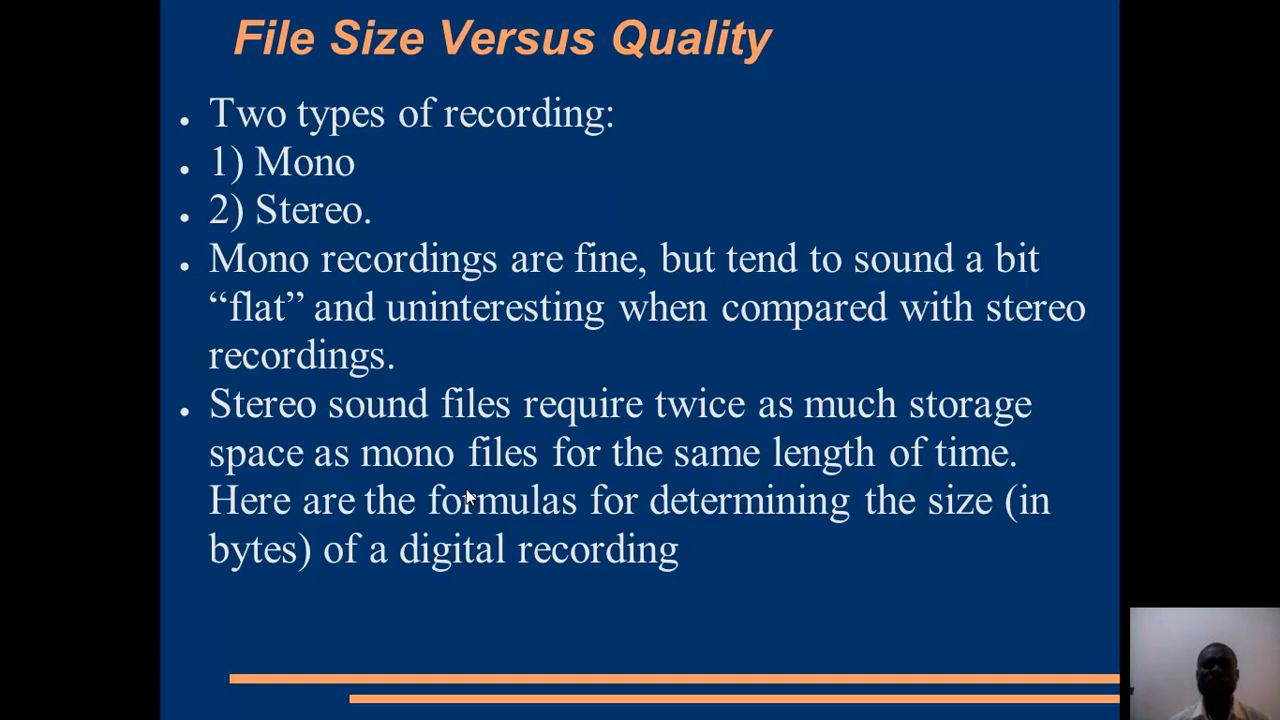 File Size Versus Quality
Two types of recording:
1) Mono
2) Stereo.
Mono recordings are fine, but tend to sound a bit
“flat” and uninteresting when compared with stereo
recordings.
Stereo sound files require twice as much storage
space as mono files for the same length of time.
Here are the formulas for determining the size (in
bytes) of a digital recording